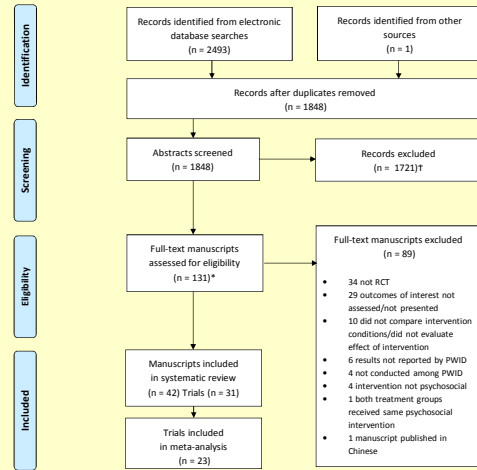 Identification
Records identified from electronic
database searches
(n = 2493)
Records identified from other
sources
(n = 1)
Records after duplicates removed
(n = 1848)
Screening
Abstracts screened
(n = 1848)
Records excluded
(n = 1721)†
Eligibility
Full-text manuscripts
assessed for eligibility
(n = 131)*
Full-text manuscripts excluded
(n = 89)
• 34 not RCT
• 29 outcomes of interest not
assessed/not presented
• 10 did not compare intervention
conditions/did not evaluate
effect of intervention
• 6 results not reported by PWID
• 4 not conducted among PWID
• 4 intervention not psychosocial
• 1 both treatment groups
received same psychosocial
intervention
• 1 manuscript published in
Chinese
Included
Manuscripts included
in systematic review
(n = 42) Trials (n = 31)
Trials included
in meta-analysis
(n = 23)